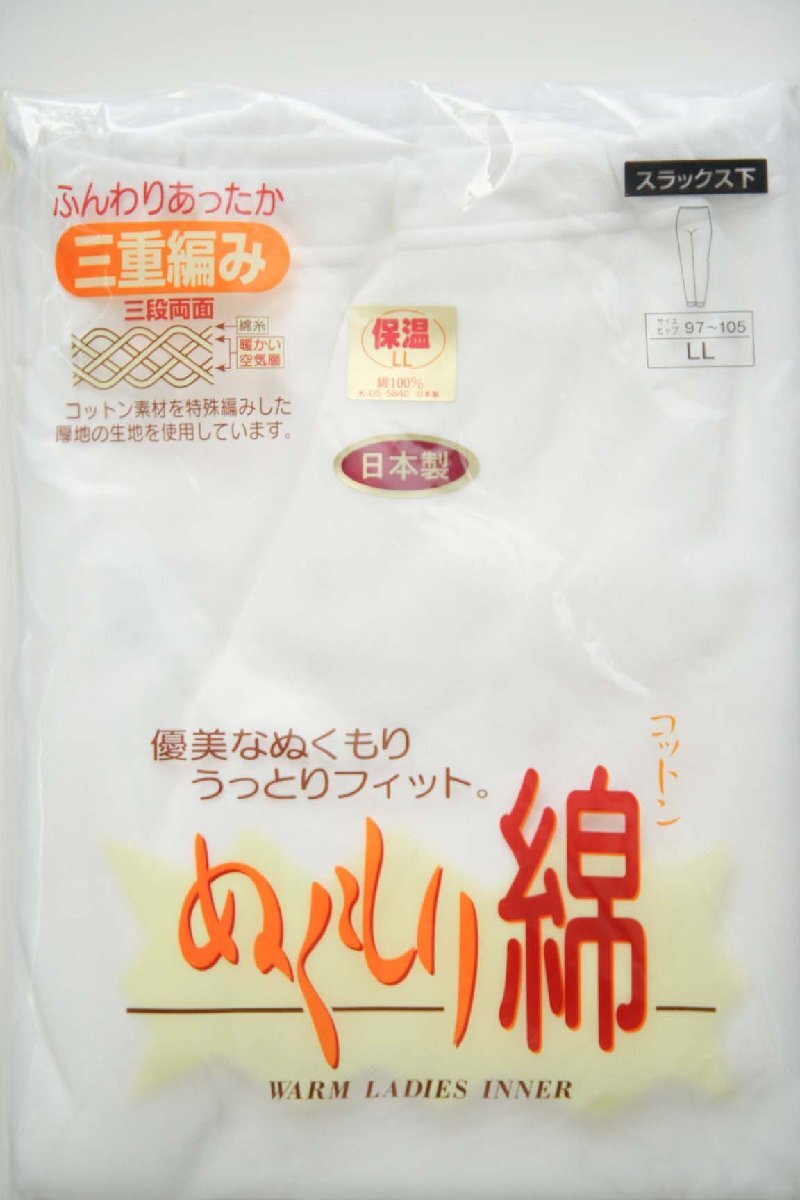 ふんわりあったか
三重編み
三段両面
綿糸
暖かい
空気層
コットン素材を特殊編みした
厚地の生地を使用しています。
スラックス下
サイズ
ヒップ 97〜105
LL
保温
LL
綿100%
K-DS 5840 日本製
日本製
優美なぬくもり
うっとりフィット。
コットン
ぬくもり綿
WARM LADIES INNER